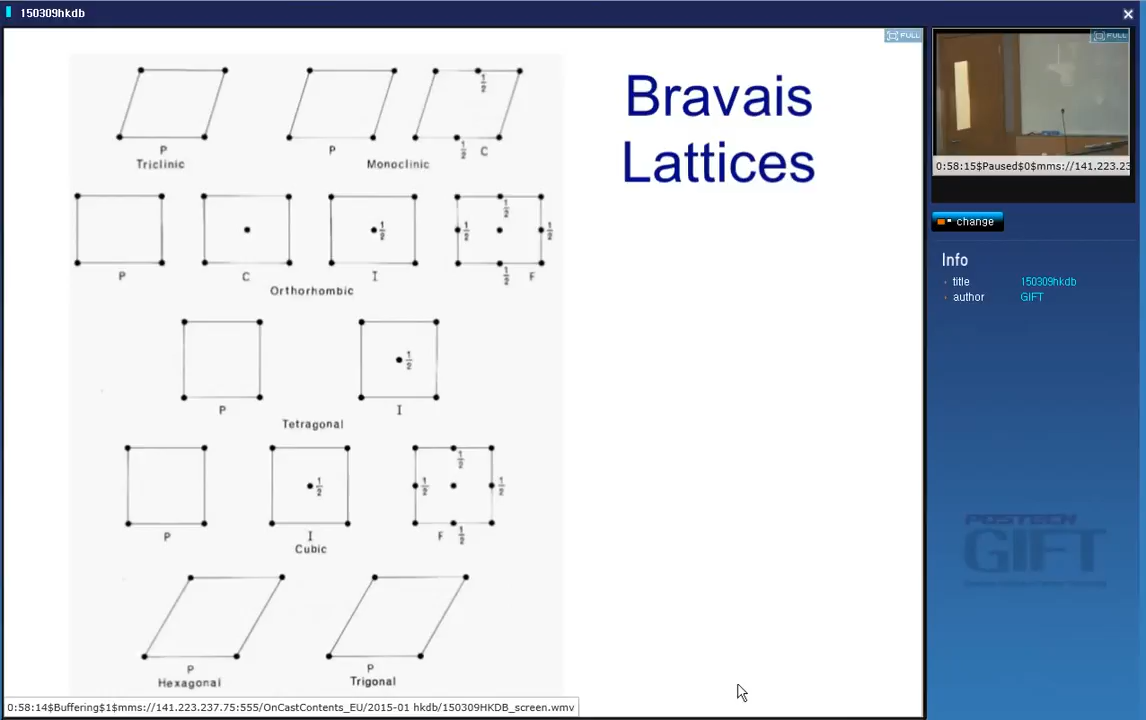 150309hkdb
FULL
Bravais
Lattices
P
Triclinic
P
1/2
1/2
C
Monoclinic
P
C
1/2
I
1/2
1/2
1/2
1/2
F
Orthorhombic
P
1/2
I
Tetragonal
P
1/2
I
Cubic
1/2
1/2
1/2
F
1/2
P
Hexagonal
P
Trigonal
0:58:14$Buffering$1$mms://141.223.237.75:555/OnCastContents_EU/2015-01 hkdb/150309HKDB_screen.wmv
FULL
0:58:15$Paused$0$mms://141.223.23
change
Info
title 150309hkdb
author GIFT
POSTECH
GIFT